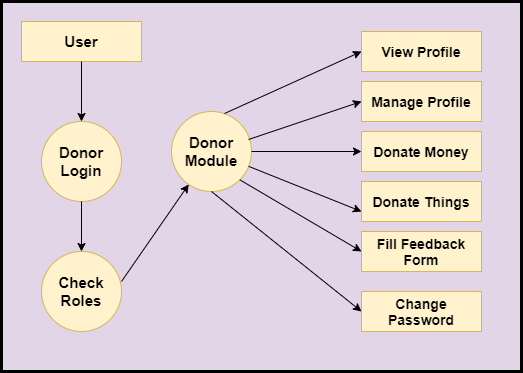 User
Donor
Login
Check
Roles
Donor
Module
View Profile
Manage Profile
Donate Money
Donate Things
Fill Feedback
Form
Change
Password